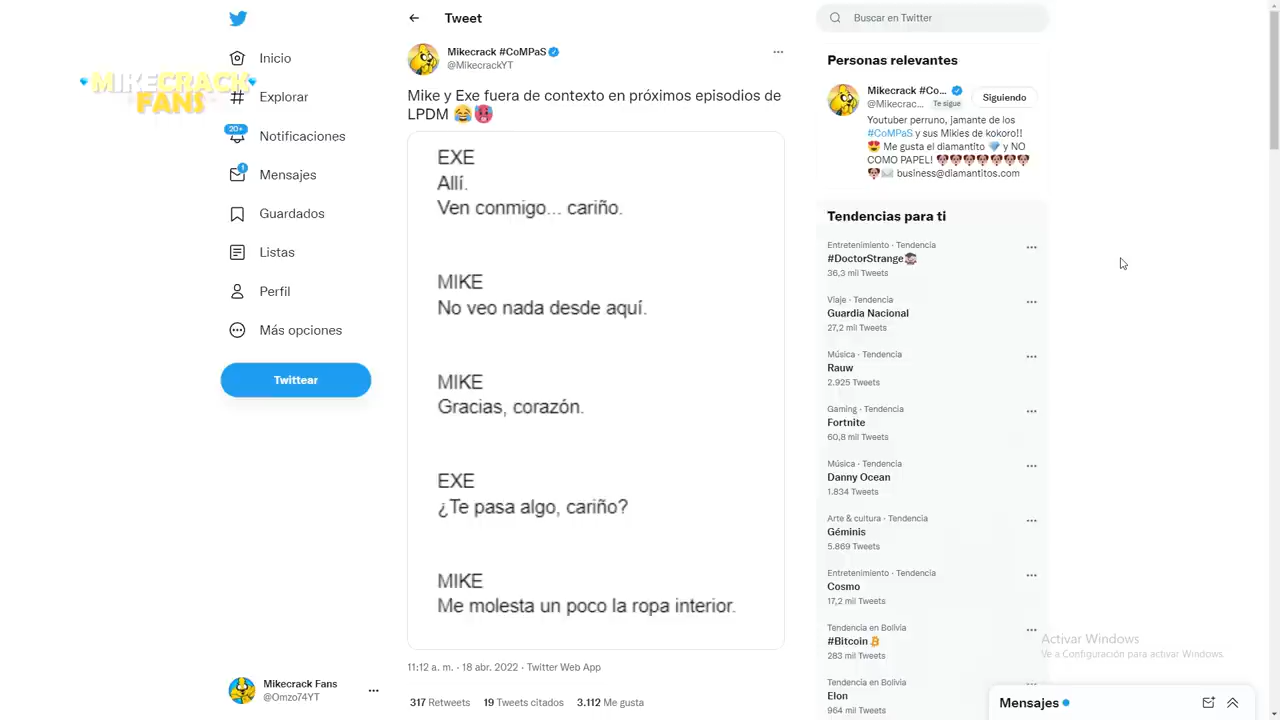 MIKECRACK
FANS
Inicio
Explorar
20+
Notificaciones
1
Mensajes
Guardados
Listas
Perfil
Más opciones
Twittear
Mikecrack Fans
@Omzo74YT
Tweet
Mikecrack #CoMPaS
@MikecrackYT
Mike y Exe fuera de contexto en próximos episodios de
LPDM 😂🥵
EXE
Allí.
Ven conmigo... cariño.
MIKE
No veo nada desde aquí.
MIKE
Gracias, corazón.
EXE
¿Te pasa algo, cariño?
MIKE
Me molesta un poco la ropa interior.
11:12 a. m. · 18 abr. 2022 · Twitter Web App
317 Retweets 19 Tweets citados 3.112 Me gusta
Buscar en Twitter
Personas relevantes
Mikecrack #Co...
@Mikecrac... Te sigue
Siguiendo
Youtuber perruno, jamante de los
#CoMPaS y sus Mikies de kokoro!!
😍 Me gusta el diamantito 💎 y NO
COMO PAPEL! 🐶🐶🐶🐶🐶🐶🐶
🐶✉️ business@diamantitos.com
Tendencias para ti
Entretenimiento · Tendencia
#DoctorStrange
36,3 mil Tweets
Viaje · Tendencia
Guardia Nacional
27,2 mil Tweets
Música · Tendencia
Rauw
2.925 Tweets
Gaming · Tendencia
Fortnite
60,8 mil Tweets
Música · Tendencia
Danny Ocean
1.834 Tweets
Arte & cultura · Tendencia
Géminis
5.869 Tweets
Entretenimiento · Tendencia
Cosmo
17,2 mil Tweets
Tendencia en Bolivia
#Bitcoin
283 mil Tweets
Tendencia en Bolivia
Elon
964 mil Tweets
Activar Windows
Ve a Configuración para activar Windows.
Mensajes